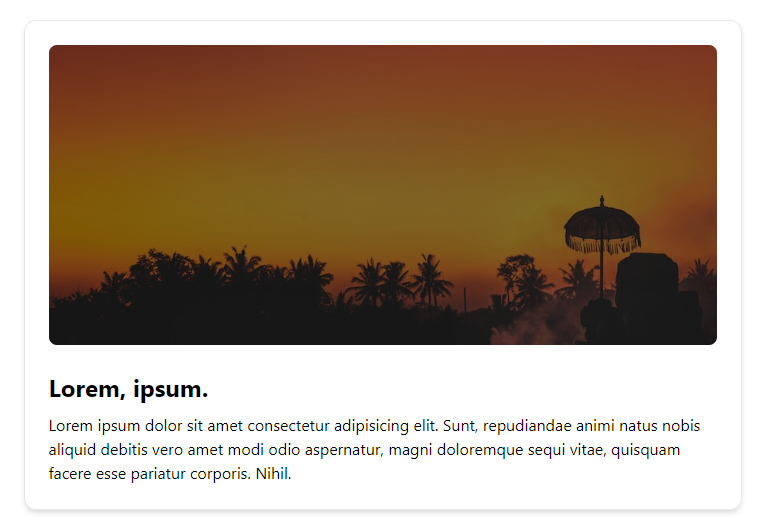 Lorem, ipsum.
Lorem ipsum dolor sit amet consectetur adipisicing elit. Sunt, repudiandae animi natus nobis
aliquid debitis vero amet modi odio aspernatur, magni doloremque sequi vitae, quisquam
facere esse pariatur corporis. Nihil.